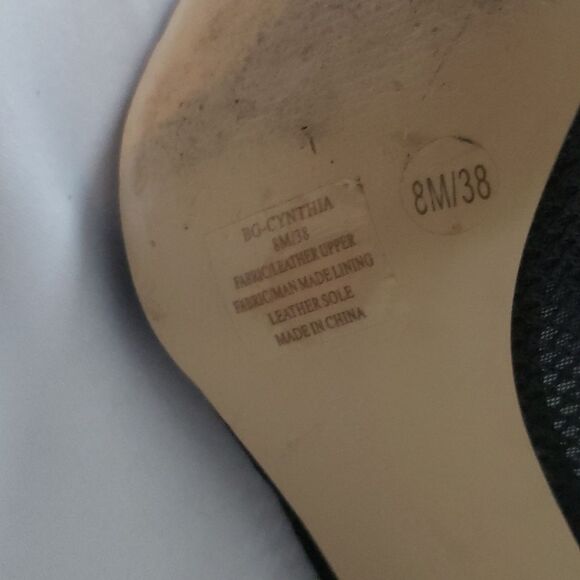 BG-CYNTHIA
8M/38
FABRIC/LEATHER UPPER
FABRIC/MAN MADE LINING
LEATHER SOLE
MADE IN CHINA
8M/38